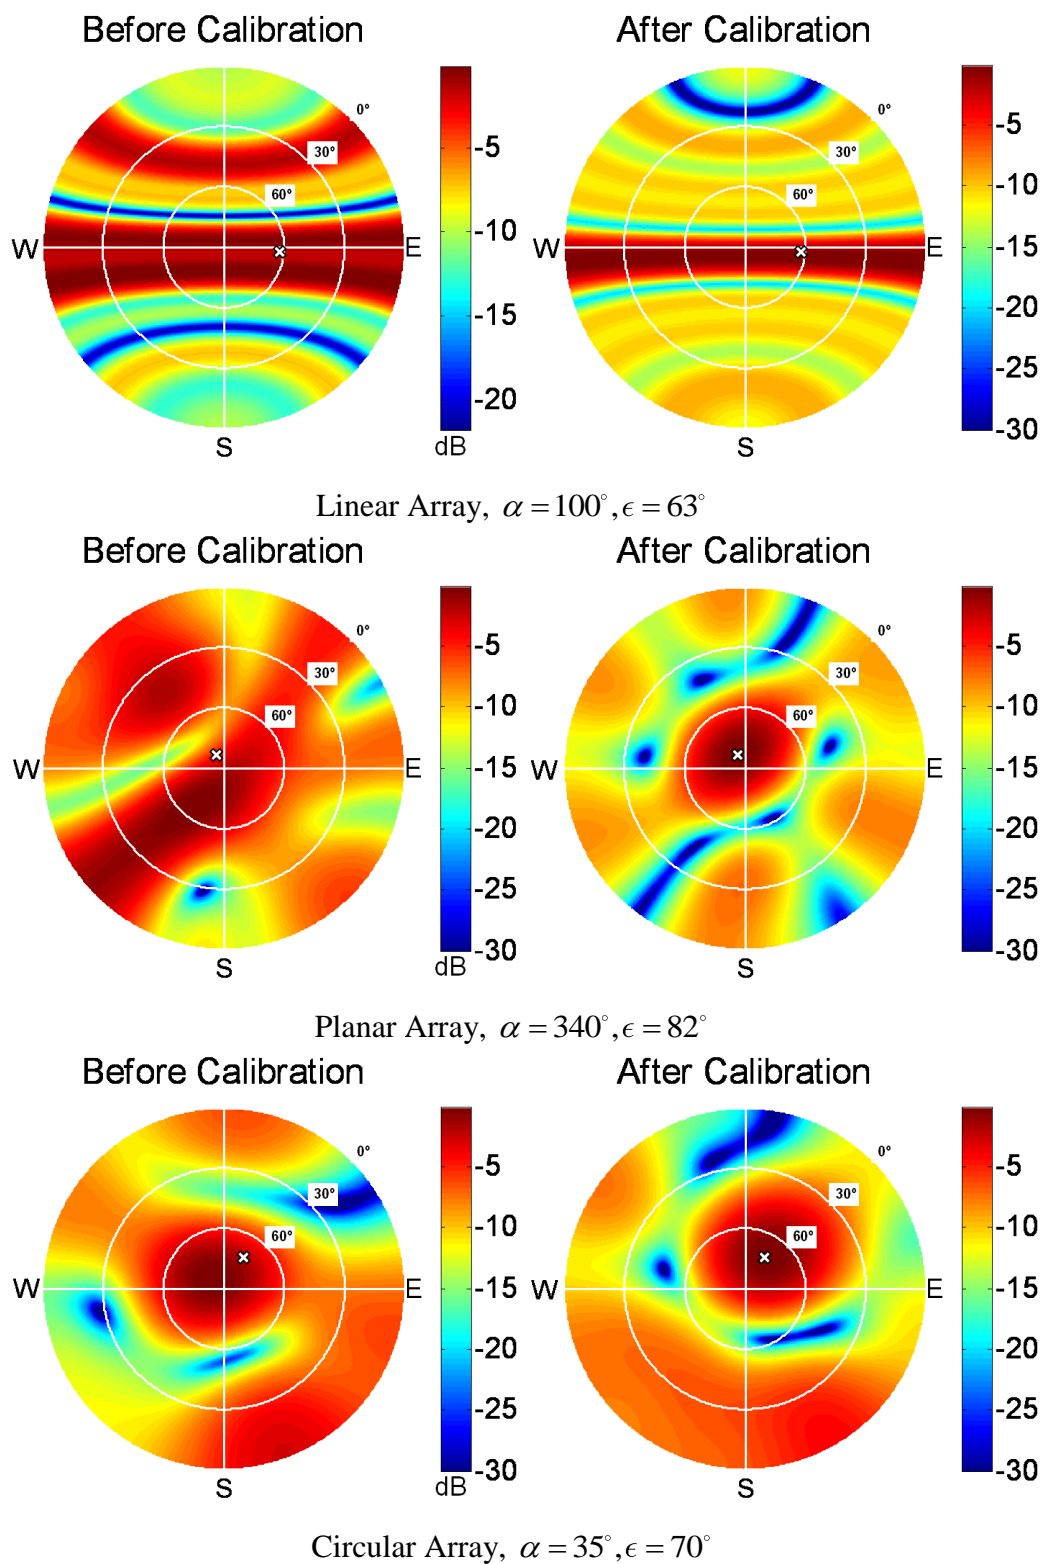 Before Calibration After Calibration
0° 30° 60° W E S
-5 -10 -15 -20 dB
0° 30° 60° W E S
-5 -10 -15 -20 -25 -30
Linear Array, α = 100°, ϵ = 63°
Before Calibration After Calibration
0° 30° 60° W E S
-5 -10 -15 -20 -25 -30 dB
0° 30° 60° W E S
-5 -10 -15 -20 -25 -30
Planar Array, α = 340°, ϵ = 82°
Before Calibration After Calibration
0° 30° 60° W E S
-5 -10 -15 -20 -25 -30 dB
0° 30° 60° W E S
-5 -10 -15 -20 -25 -30
Circular Array, α = 35°, ϵ = 70°